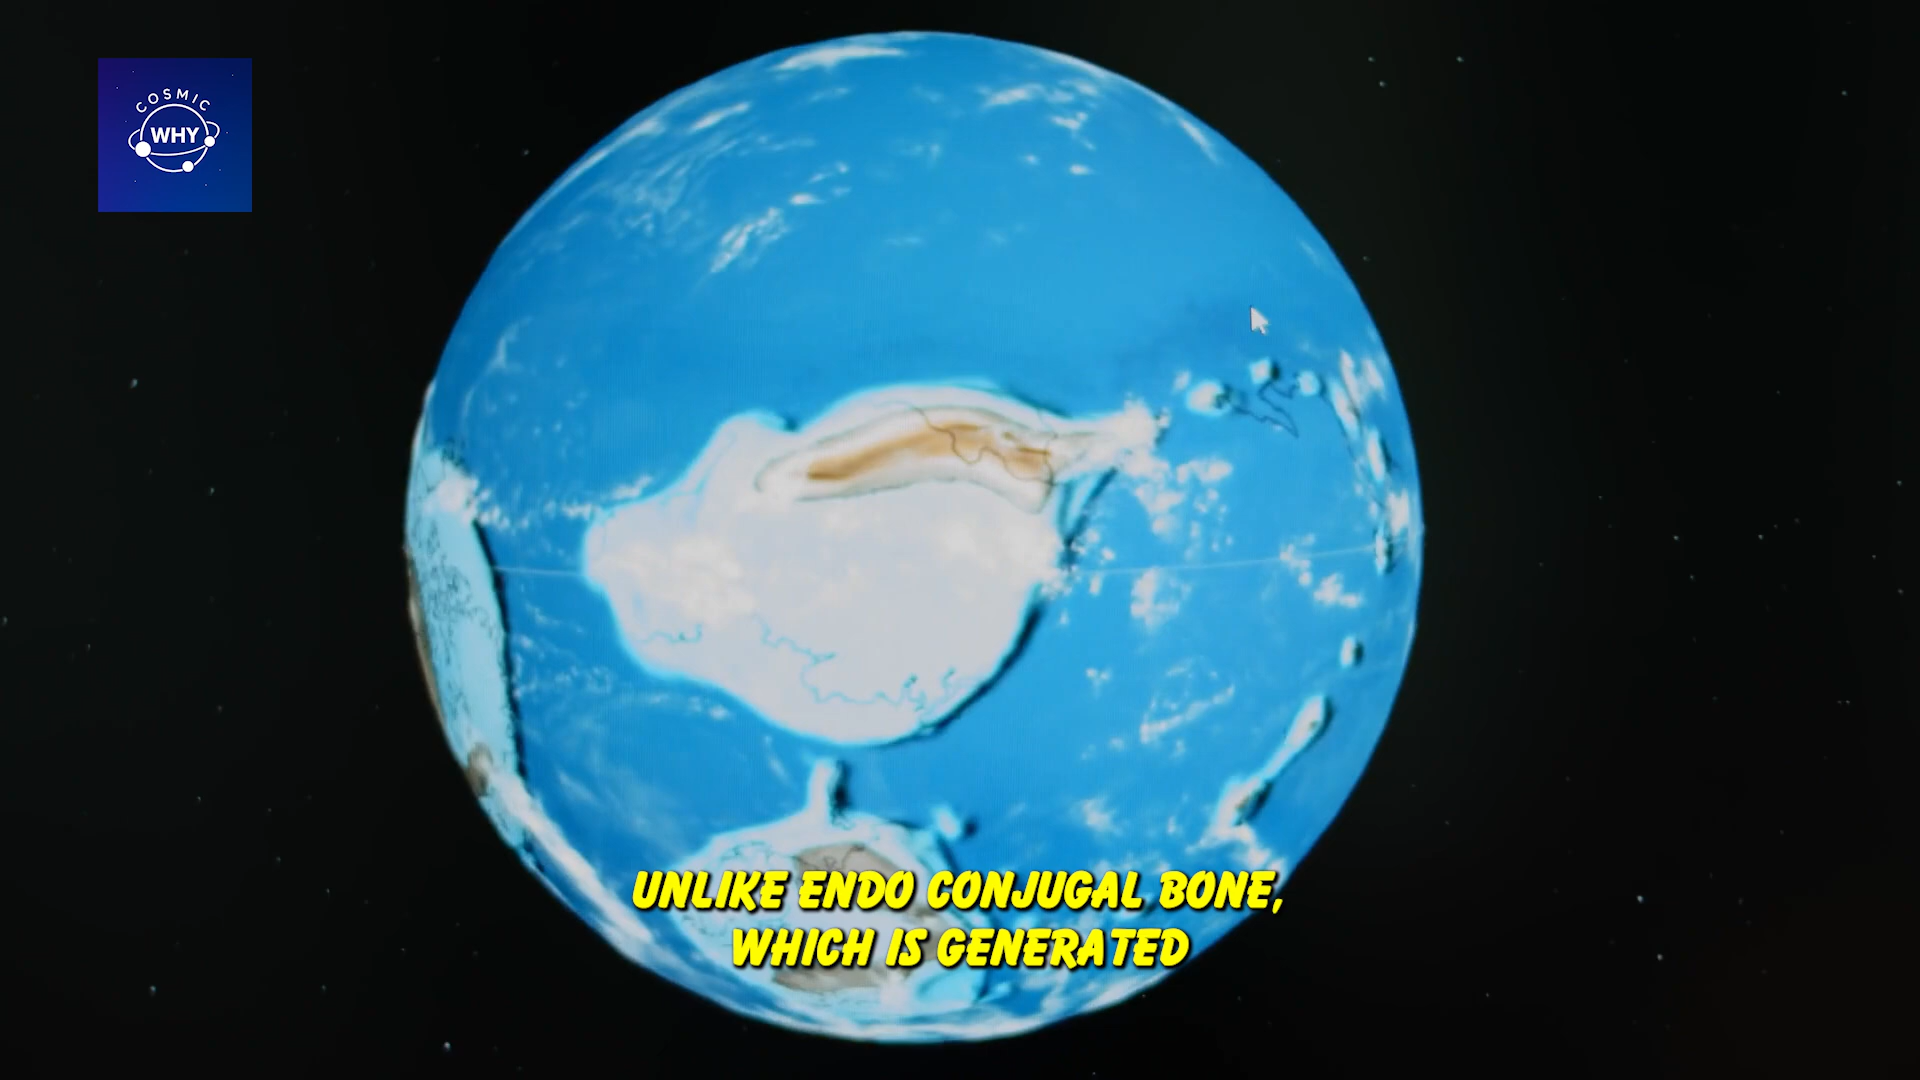 COSMIC
WHY
UNLIKE ENDO CONJUGAL BONE,
WHICH IS GENERATED